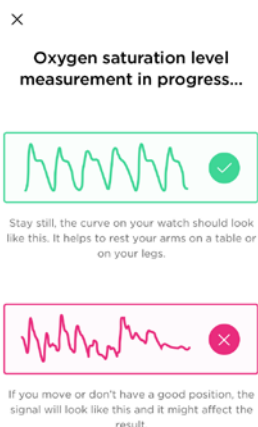 Oxygen saturation level
measurement in progress...
Stay still, the curve on your watch should look
like this. It helps to rest your arms on a table or
on your legs.
If you move or don't have a good position, the
signal will look like this and it might affect the
result.